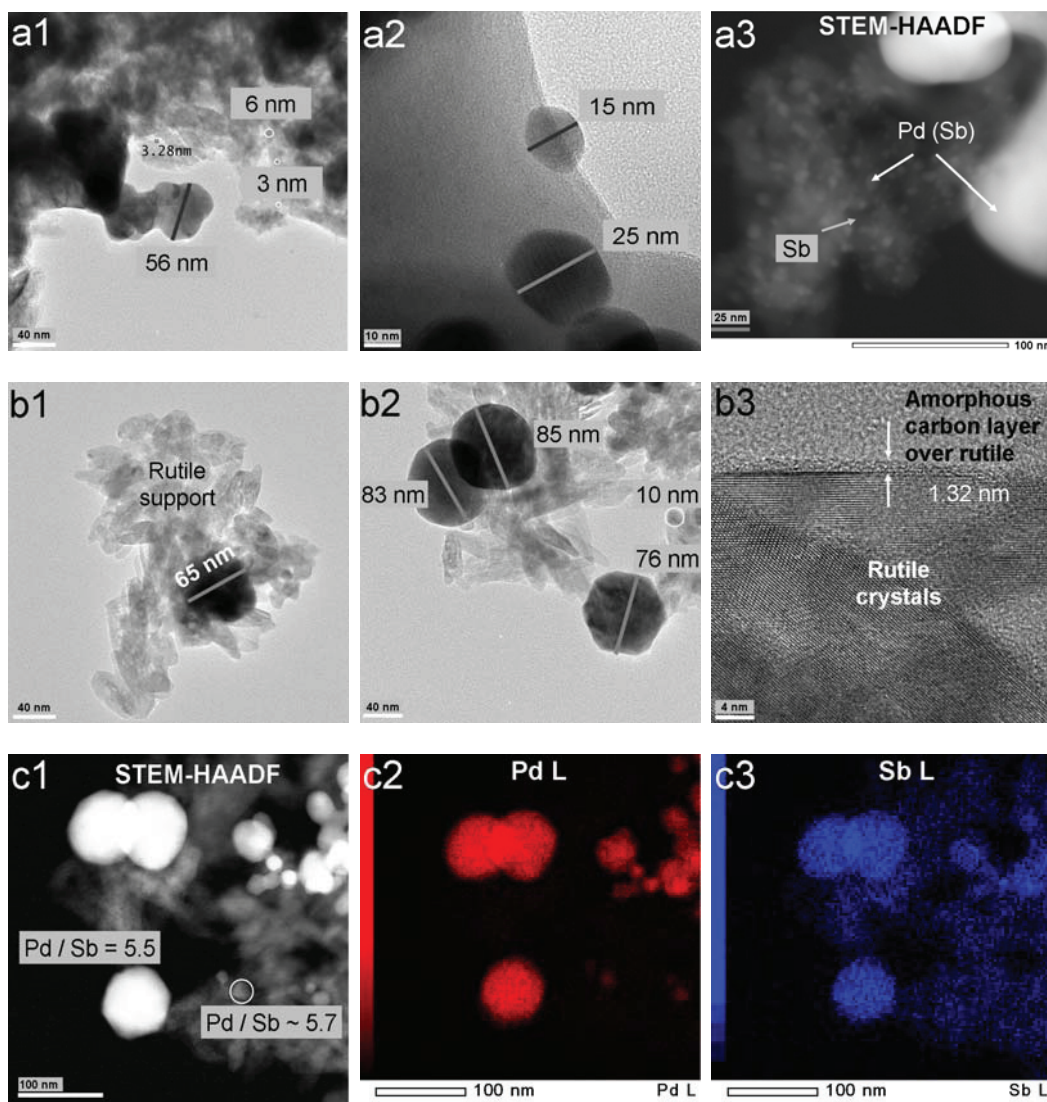 a1
6 nm
3.28nm
3 nm
56 nm
40 nm
a2
15 nm
25 nm
10 nm
a3
STEM-HAADF
Pd (Sb)
Sb
25 nm
100 nm
b1
Rutile
support
65 nm
40 nm
b2
85 nm
83 nm
10 nm
76 nm
40 nm
b3
Amorphous
carbon layer
over rutile
1.32 nm
Rutile
crystals
4 nm
c1
STEM-HAADF
Pd / Sb = 5.5
Pd / Sb ~ 5.7
100 nm
c2
Pd L
100 nm
Pd L
c3
Sb L
100 nm
Sb L